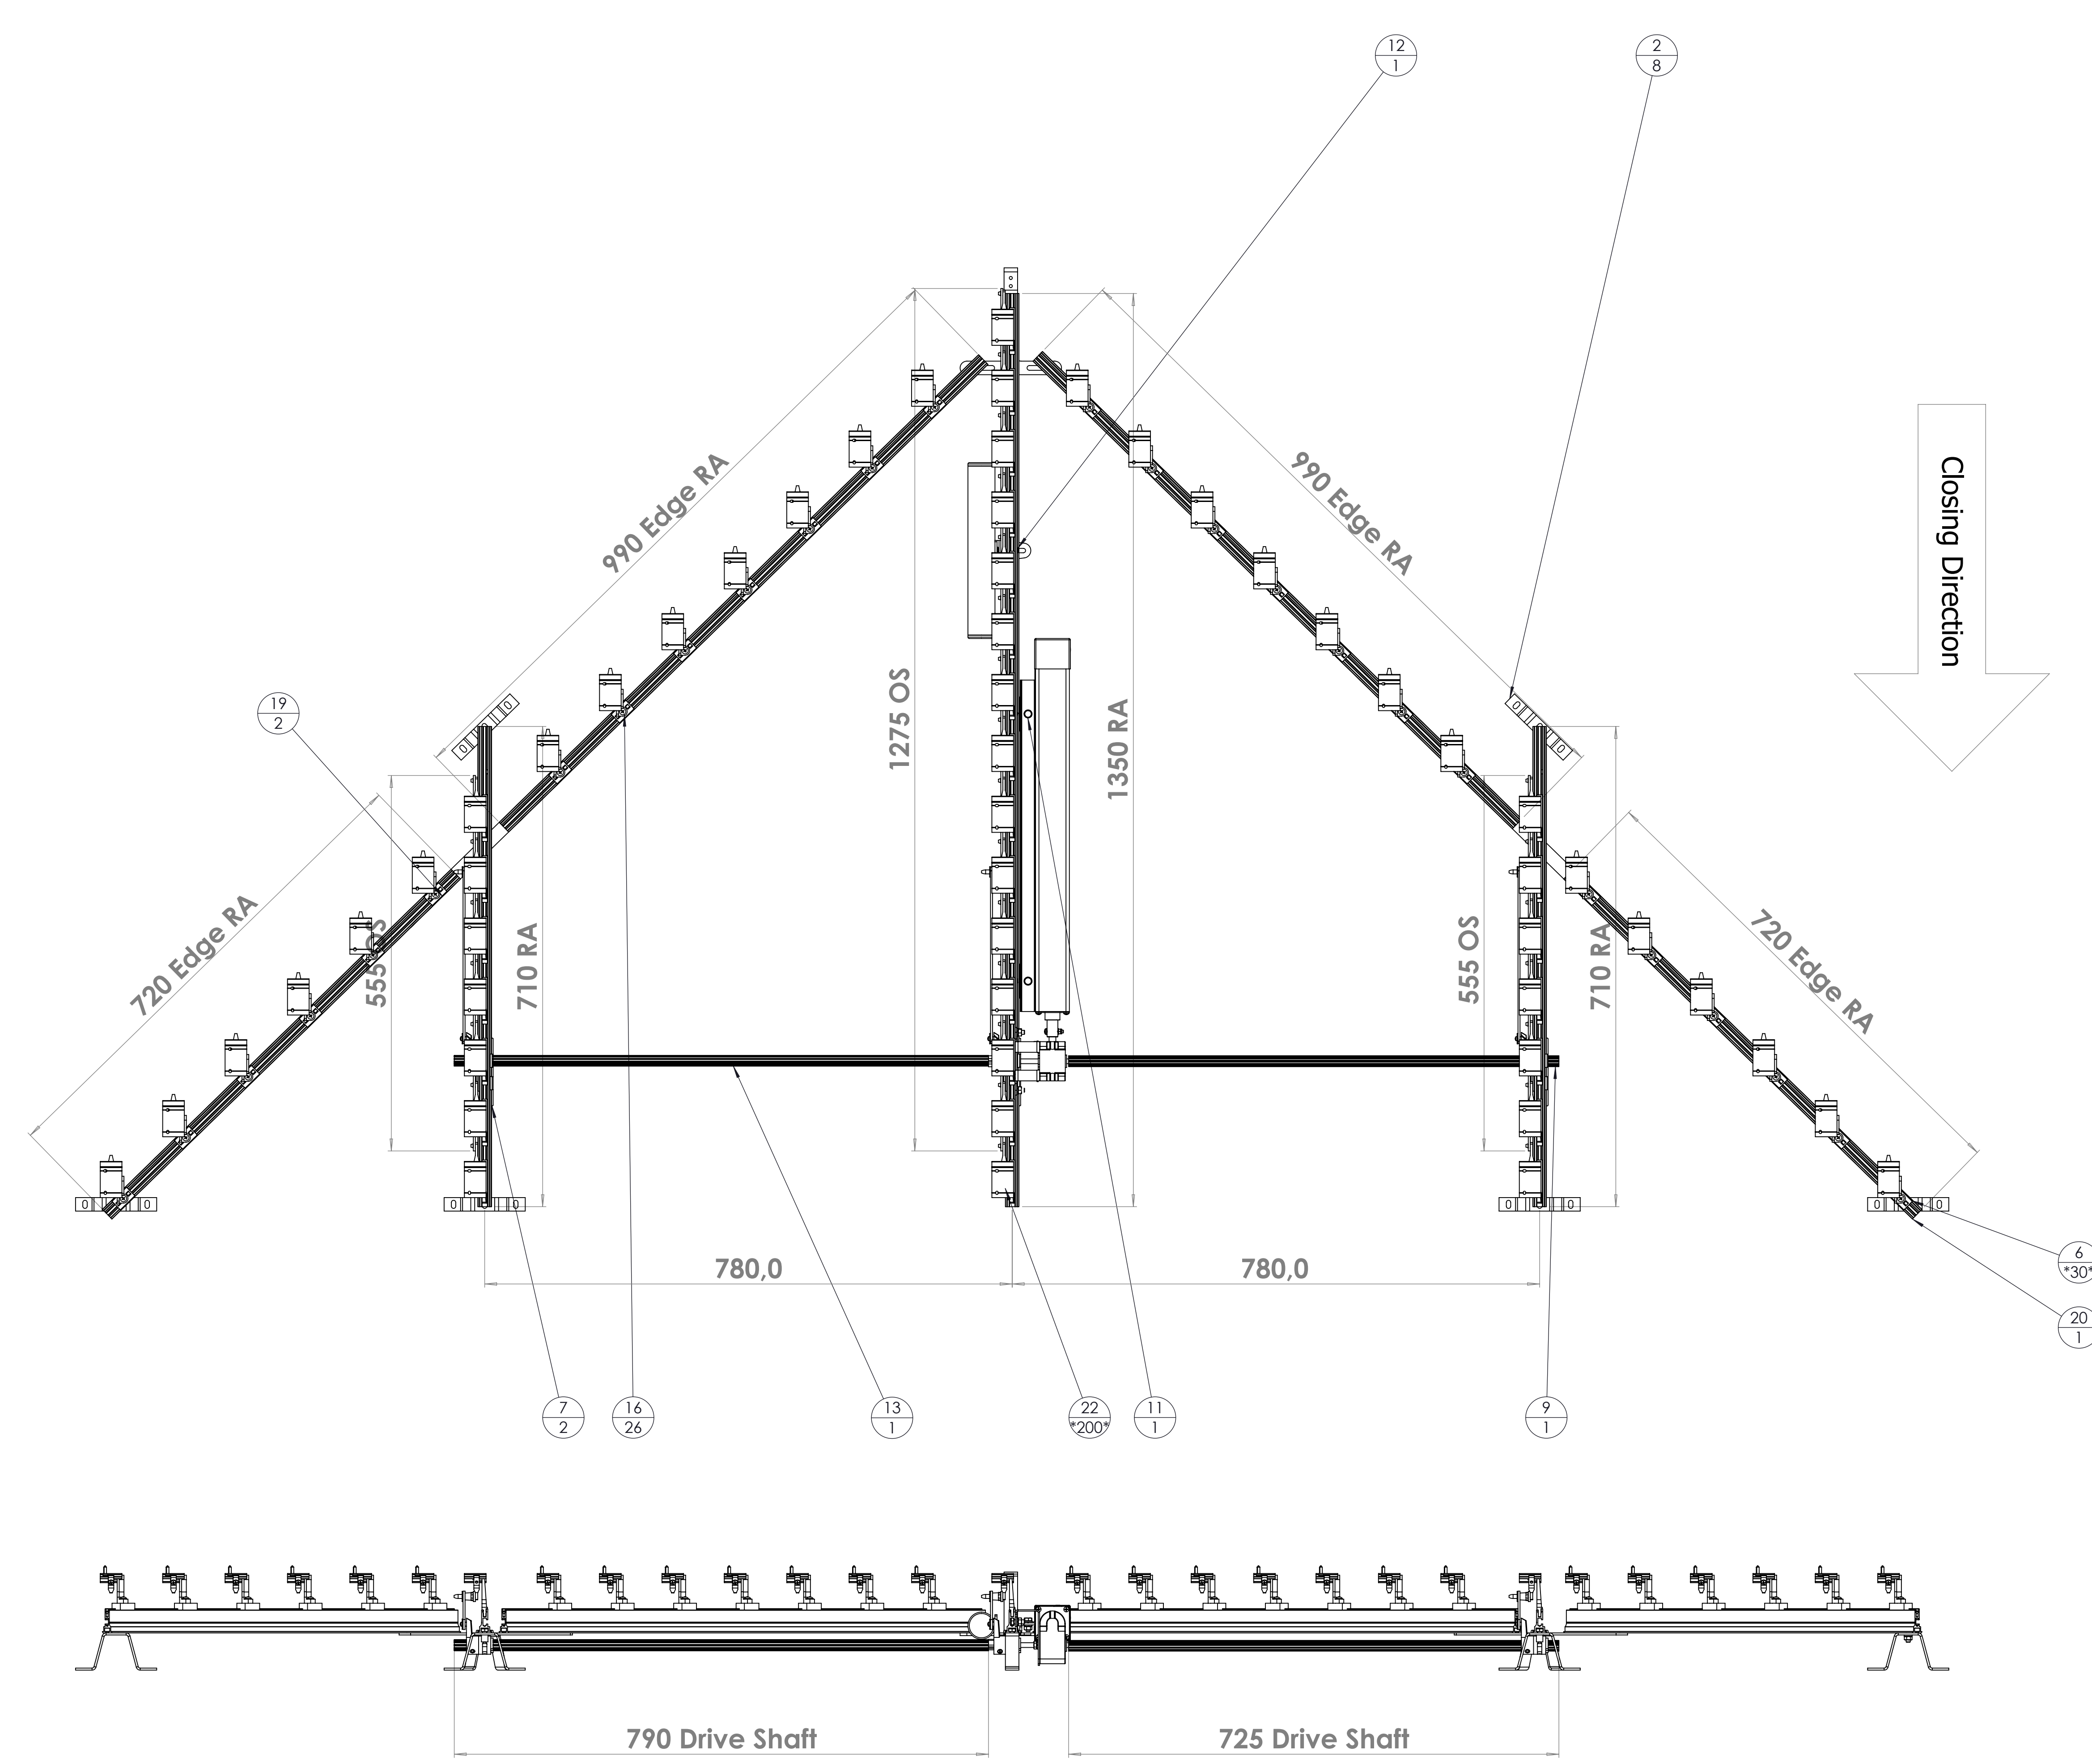 12
1
2
8
Closing Direction
990 Edge RA
990 Edge RA
1275 OS
1350 RA
19
2
720 Edge RA
555 OS
710 RA
555 OS
710 RA
720 Edge RA
780,0
780,0
6
*30*
20
1
7
2
16
26
13
1
22
*200*
11
1
9
1
790 Drive Shaft
725 Drive Shaft